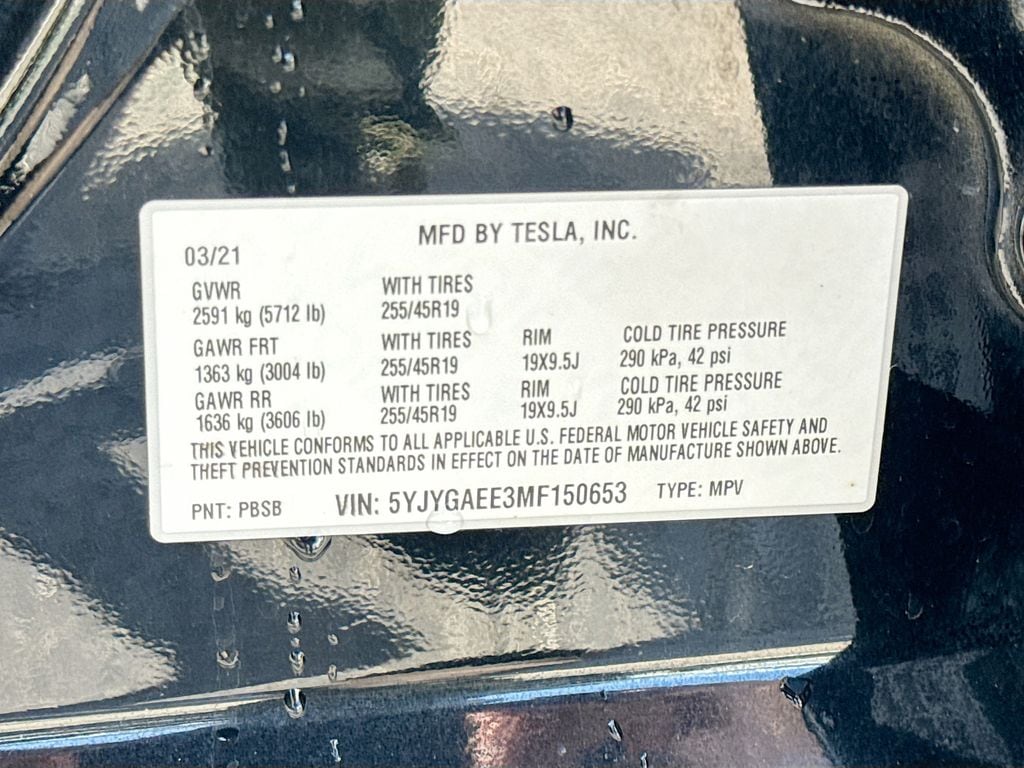 MFD BY TESLA, INC.
03/21
GVWR WITH TIRES
2591 kg (5712 lb) 255/45R19
GAWR FRT WITH TIRES RIM COLD TIRE PRESSURE
1363 kg (3004 lb) 255/45R19 19X9.5J 290 kPa, 42 psi
GAWR RR WITH TIRES RIM COLD TIRE PRESSURE
1636 kg (3606 lb) 255/45R19 19X9.5J 290 kPa, 42 psi
THIS VEHICLE CONFORMS TO ALL APPLICABLE U.S. FEDERAL MOTOR VEHICLE SAFETY AND
THEFT PREVENTION STANDARDS IN EFFECT ON THE DATE OF MANUFACTURE SHOWN ABOVE.
PNT: PBSB VIN: 5YJYGAEE3MF150653 TYPE: MPV